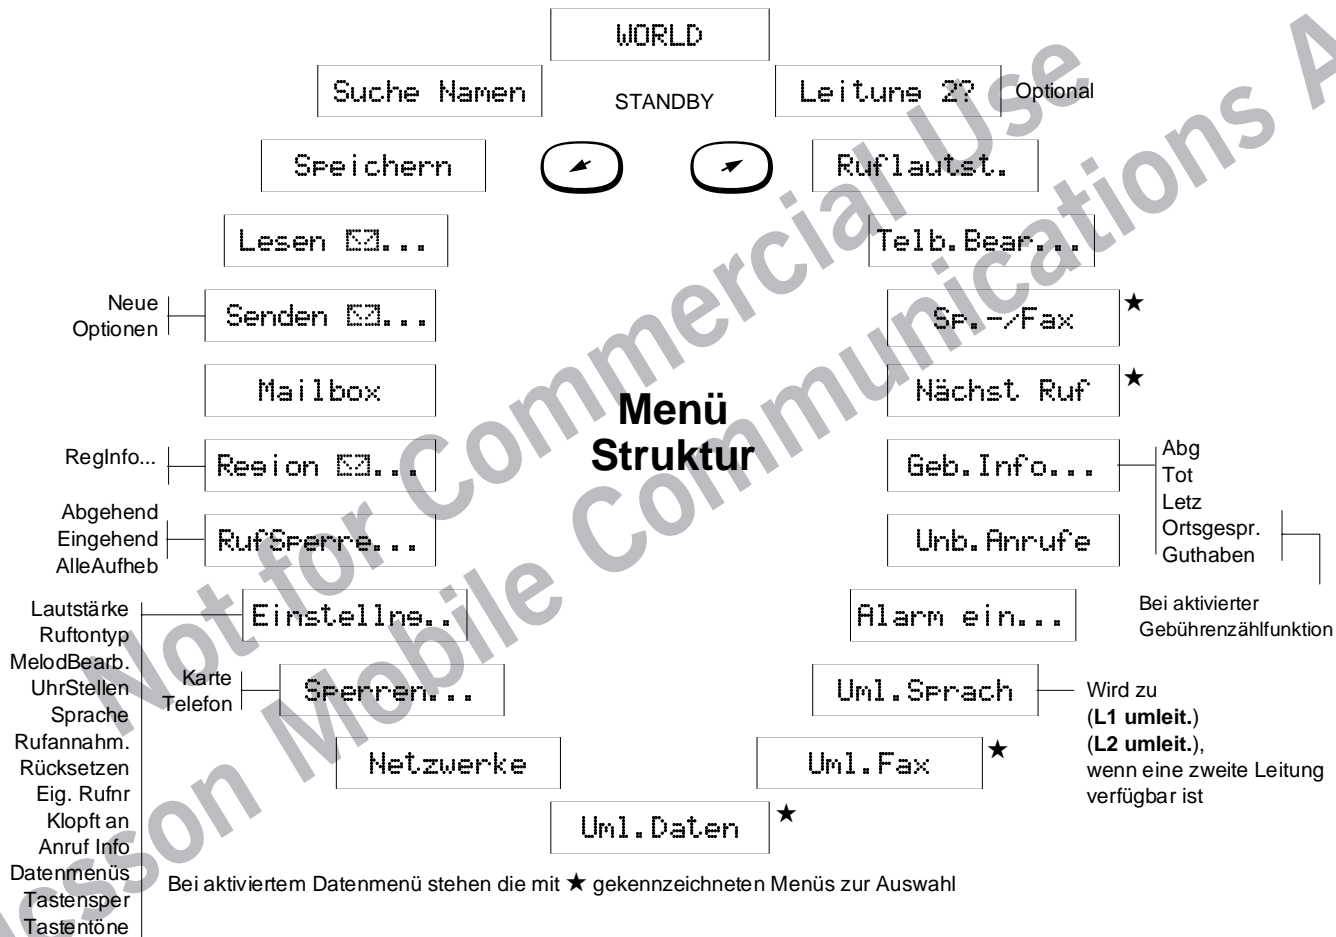 WORLD
Suche Namen
STANDBY
Leitung 2?
Optional
Speichern
Ruflautst.
Lesen ✉...
Telb.Bear...
Neue
Optionen
Senden ✉...
Sp.-/Fax ★
Mailbox
Nächst Ruf ★
Menü
Struktur
RegInfo...
Region ✉...
Geb.Info...
Abg
Tot
Letz
Ortsgespr.
Guthaben
Bei aktivierter
Gebührenzählfunktion
Abgehend
Eingehend
AlleAufheb
RufSperre...
Unb.Anrufe
Einstellng..
Alarm ein...
Lautstärke
Ruftontyp
MelodBearb.
UhrStellen
Sprache
Rufannahm.
Rücksetzen
Eig. Rufnr
Klopft an
Anruf Info
Datenmenüs
Tastensper
Tastentöne
Karte
Telefon
Sperren...
Uml.Sprach
Wird zu
(L1 umleit.)
(L2 umleit.),
wenn eine zweite Leitung
verfügbar ist
Netzwerke
Uml.Fax ★
Uml.Daten ★
Bei aktiviertem Datenmenü stehen die mit ★ gekennzeichneten Menüs zur Auswahl
Not for Commercial Use
Ericsson Mobile Communications A